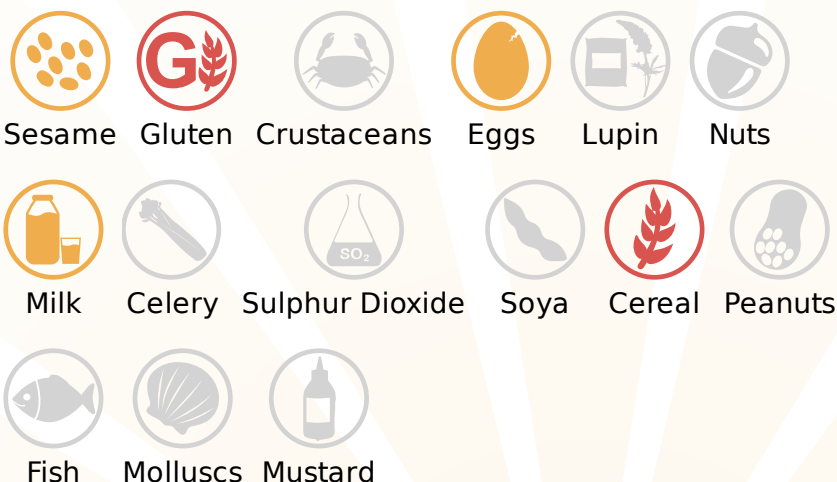 G
Sesame Gluten Crustaceans Eggs Lupin Nuts
SO₂
Milk Celery Sulphur Dioxide Soya Cereal Peanuts
Fish Molluscs Mustard